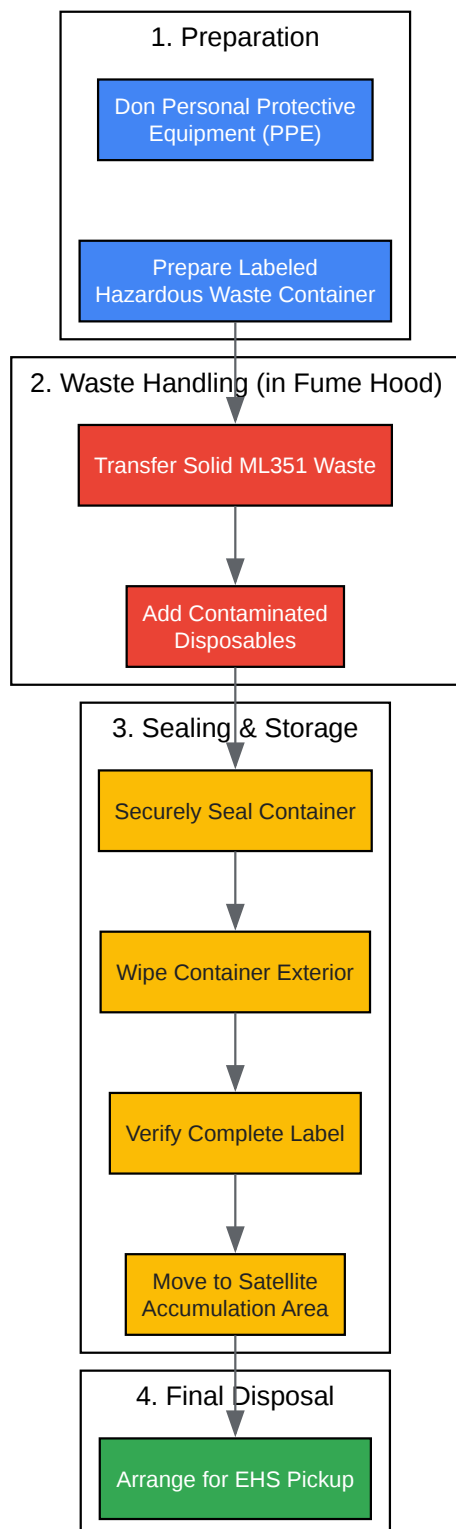 1. Preparation
Don Personal Protective
Equipment (PPE)
Prepare Labeled
Hazardous Waste Container
2. Waste Handling (in Fume Hood)
Transfer Solid ML351 Waste
Add Contaminated
Disposables
3. Sealing & Storage
Securely Seal Container
Wipe Container Exterior
Verify Complete Label
Move to Satellite
Accumulation Area
4. Final Disposal
Arrange for EHS Pickup